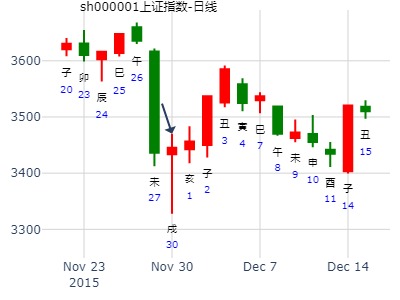 sh000001上证指数-日线
3600
3500
3400
3300
子
20
卯
23
辰
24
巳
25
午
26
未
27
戌
30
亥
1
子
2
丑
3
寅
4
巳
7
午
8
未
9
申
10
酉
11
子
14
丑
15
Nov 23
2015
Nov 30
Dec 7
Dec 14